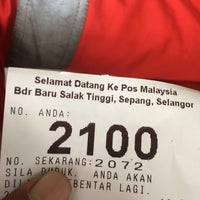 Selamat Datang Ke Pos Malaysia
Bdr Baru Salak Tinggi, Sepang, Selangor
NO. ANDA:
2100
NO. SEKARANG:2072
SILA DUDUK. ANDA AKAN
LAGI.